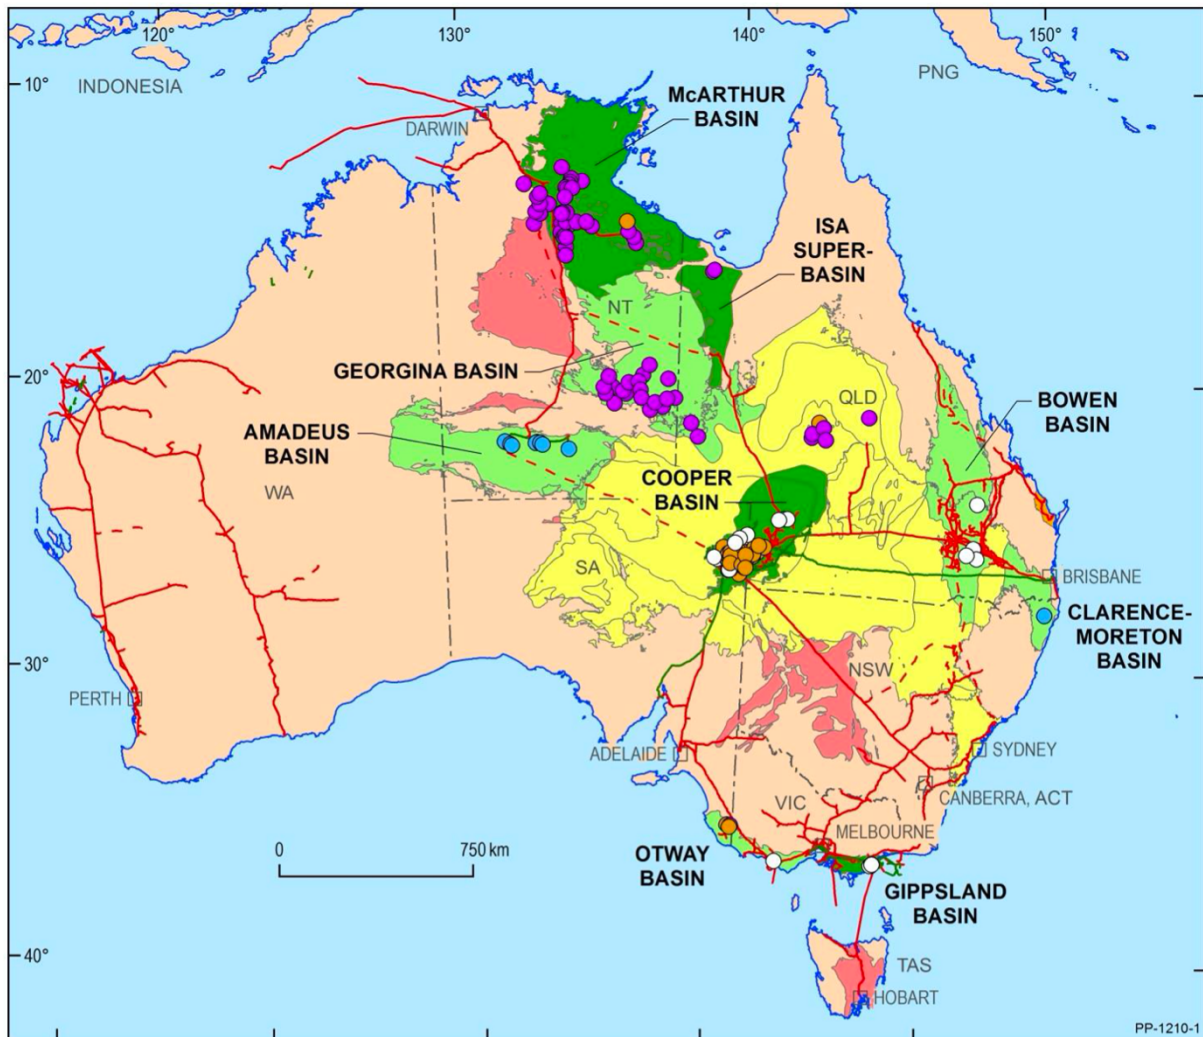 120°
130°
140°
150°
INDONESIA
PNG
10°
McARTHUR
BASIN
DARWIN
ISA
SUPER-
BASIN
NT
GEORGINA BASIN
20°
QLD
BOWEN
BASIN
AMADEUS
BASIN
COOPER
BASIN
WA
SA
BRISBANE
CLARENCE-
MORETON
BASIN
30°
NSW
PERTH
ADELAIDE
SYDNEY
CANBERRA, ACT
VIC
MELBOURNE
0 750 km
OTWAY
BASIN
GIPPSLAND
BASIN
40°
TAS
HOBART
PP-1210-1